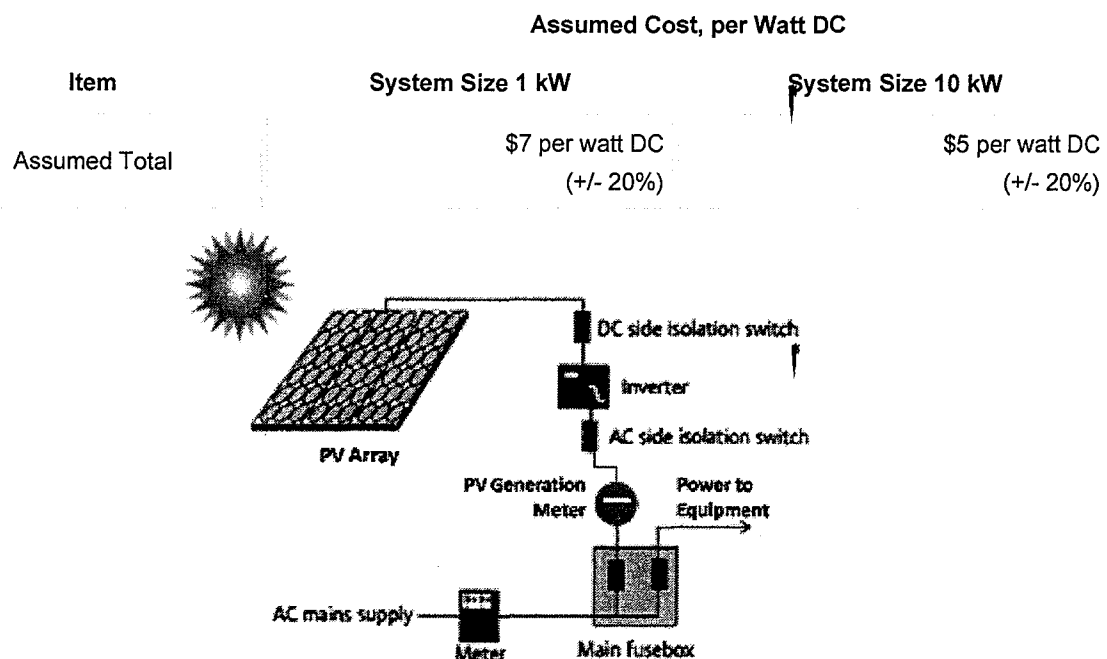 Assumed Cost, per Watt DC
Item System Size 1 kW System Size 10 kW
Assumed Total $7 per watt DC $5 per watt DC
(+/- 20%) (+/- 20%)
DC side isolation switch
Inverter
AC side isolation switch
PV Array
PV Generation Meter
Power to Equipment
AC mains supply
Meter
Main fusebox